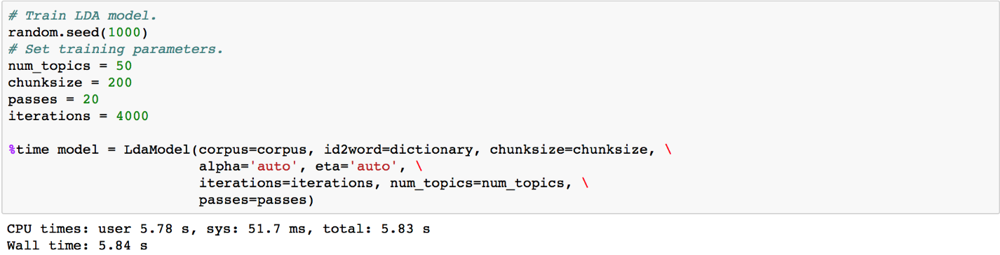 # Train LDA model.
random.seed(1000)
# Set training parameters.
num_topics = 50
chunksize = 200
passes = 20
iterations = 4000

%time model = LdaModel(corpus=corpus, id2word=dictionary, chunksize=chunksize, \
                       alpha='auto', eta='auto', \
                       iterations=iterations, num_topics=num_topics, \
                       passes=passes)
CPU times: user 5.78 s, sys: 51.7 ms, total: 5.83 s
Wall time: 5.84 s